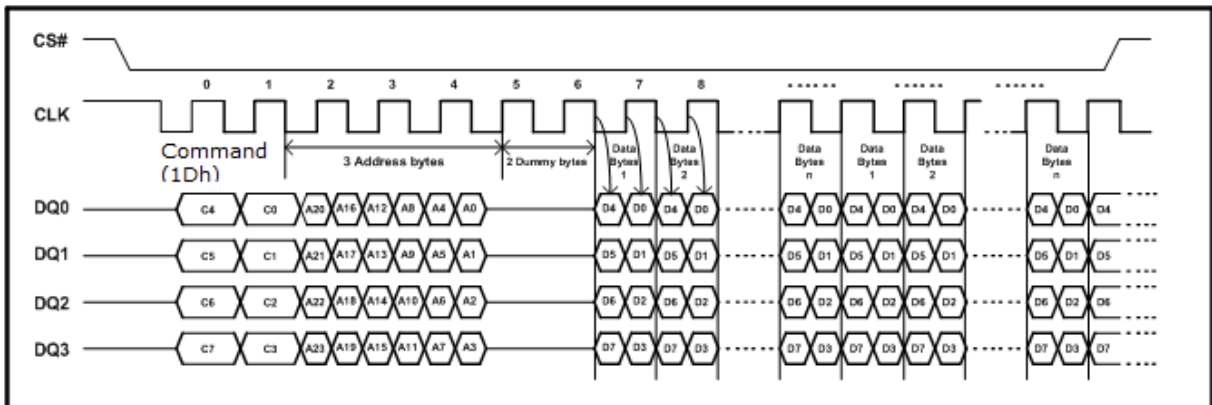 CS#
0 1 2 3 4 5 6 7 8
CLK
Command
(1Dh)
3 Address bytes
2 Dummy bytes
Data
Bytes
1
Data
Bytes
2
Data
Bytes
n
Data
Bytes
1
Data
Bytes
2
Data
Bytes
n
DQ0 C4 C0 A20 A16 A12 A8 A4 A0 D4 D0 D4 D0 D4 D0 D4 D0 D4 D0 D4 D0 D4
DQ1 C5 C1 A21 A17 A13 A9 A5 A1 D5 D1 D5 D1 D5 D1 D5 D1 D5 D1 D5 D1 D5
DQ2 C6 C2 A22 A18 A14 A10 A6 A2 D6 D2 D6 D2 D6 D2 D6 D2 D6 D2 D6 D2 D6
DQ3 C7 C3 A23 A19 A15 A11 A7 A3 D7 D3 D7 D3 D7 D3 D7 D3 D7 D3 D7 D3 D7